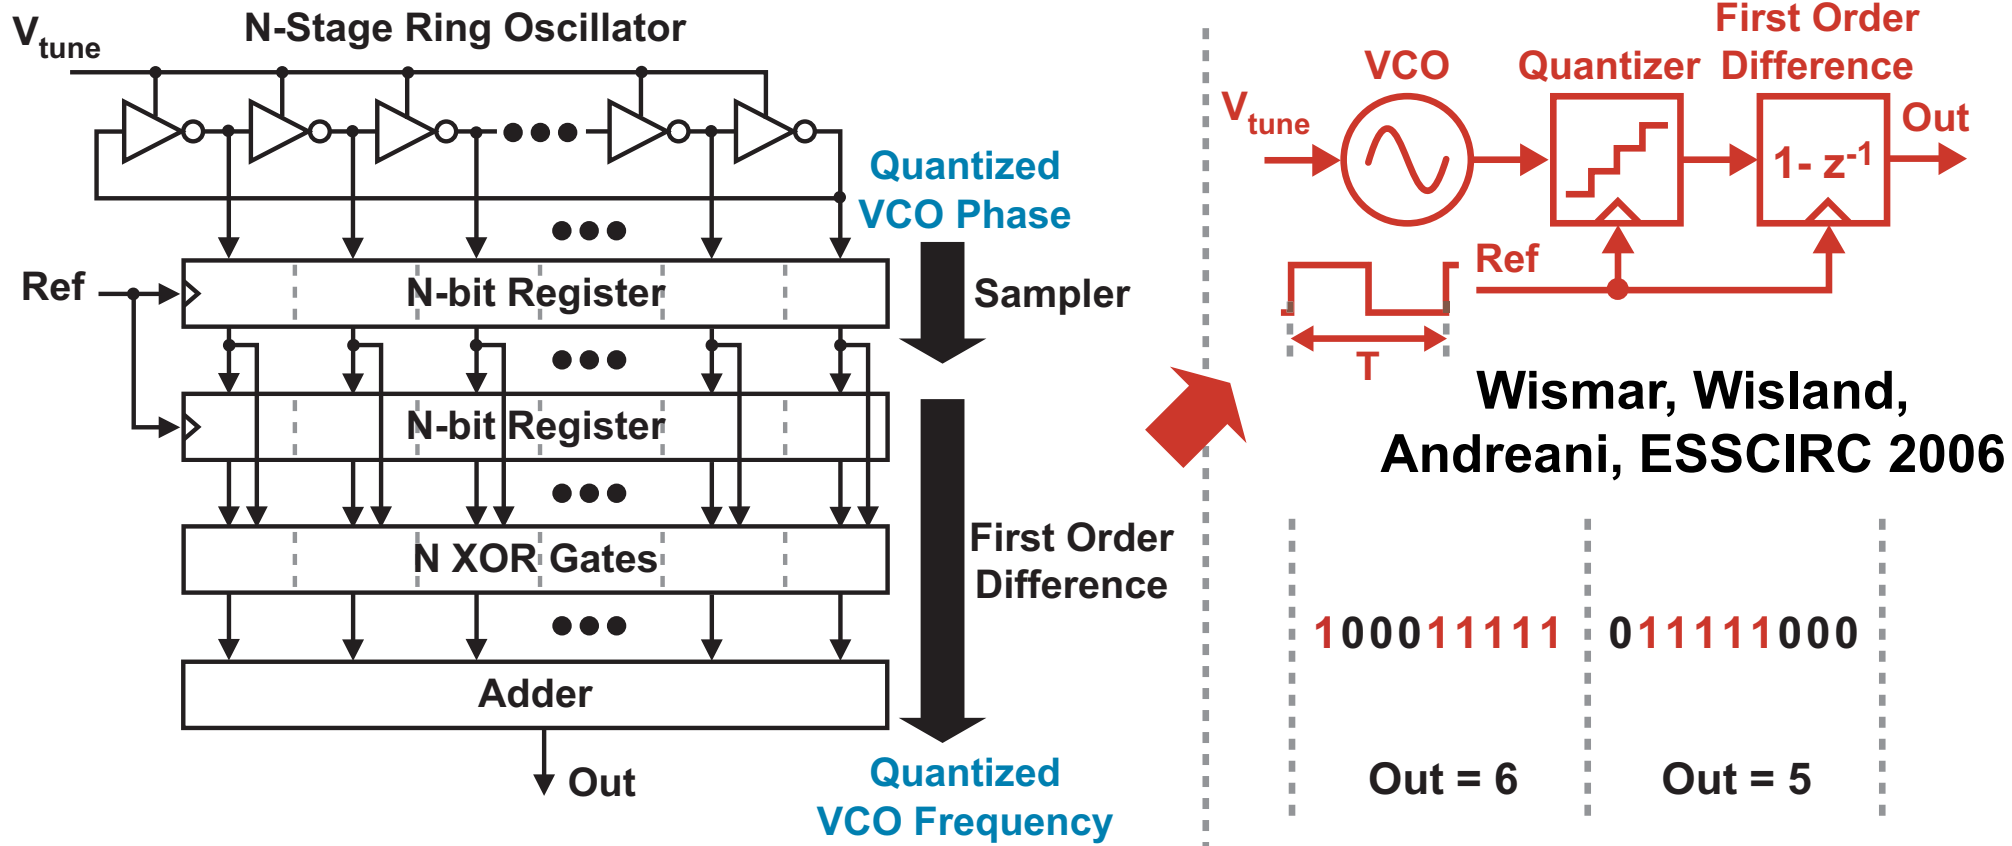 N-Stage Ring Oscillator
V_tune
Quantized
VCO Phase
Ref
N-bit Register
Sampler
N-bit Register
N XOR Gates
First Order
Difference
Adder
Out
Quantized
VCO Frequency
First Order
Difference
VCO
Quantizer
V_tune
1- z^-1
Out
Ref
T
Wismar, Wisland,
Andreani, ESSCIRC 2006
100011111 011111000
Out = 6 Out = 5